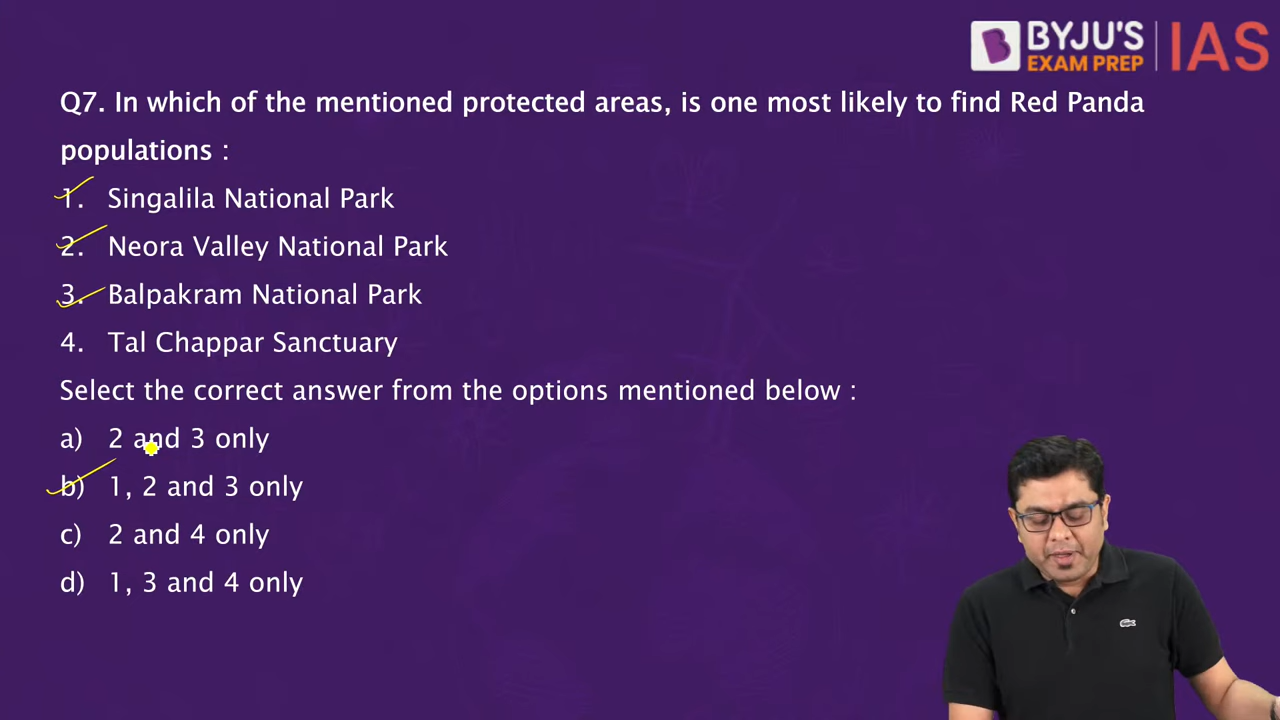 BYJU'S
EXAM PREP
IAS
Q7. In which of the mentioned protected areas, is one most likely to find Red Panda
populations :
1. Singalila National Park
2. Neora Valley National Park
3. Balpakram National Park
4. Tal Chappar Sanctuary
Select the correct answer from the options mentioned below :
a) 2 and 3 only
b) 1, 2 and 3 only
c) 2 and 4 only
d) 1, 3 and 4 only